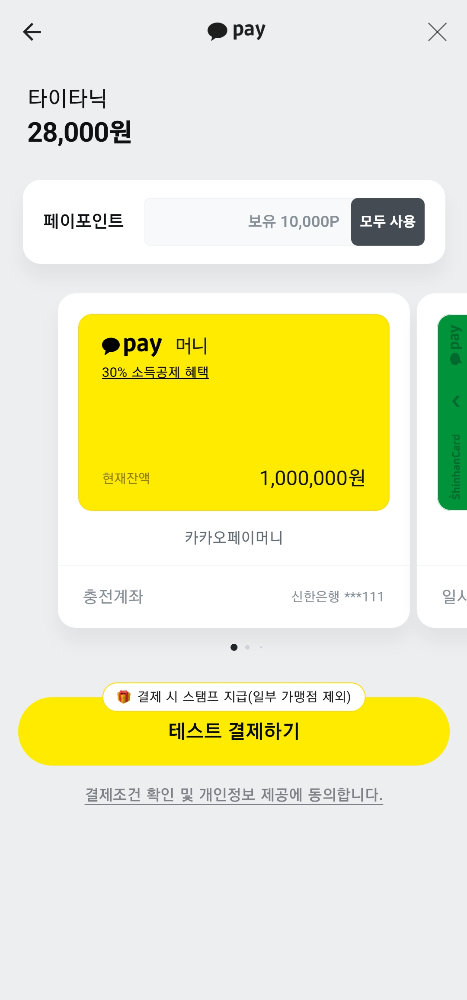 pay
타이타닉
28,000원
페이포인트 보유 10,000P 모두 사용
pay 머니
30% 소득공제 혜택
현재잔액 1,000,000원
카카오페이머니
충전계좌 신한은행 ***111
pay
ShinhanCard
일시
결제 시 스탬프 지급(일부 가맹점 제외)
테스트 결제하기
결제조건 확인 및 개인정보 제공에 동의합니다.